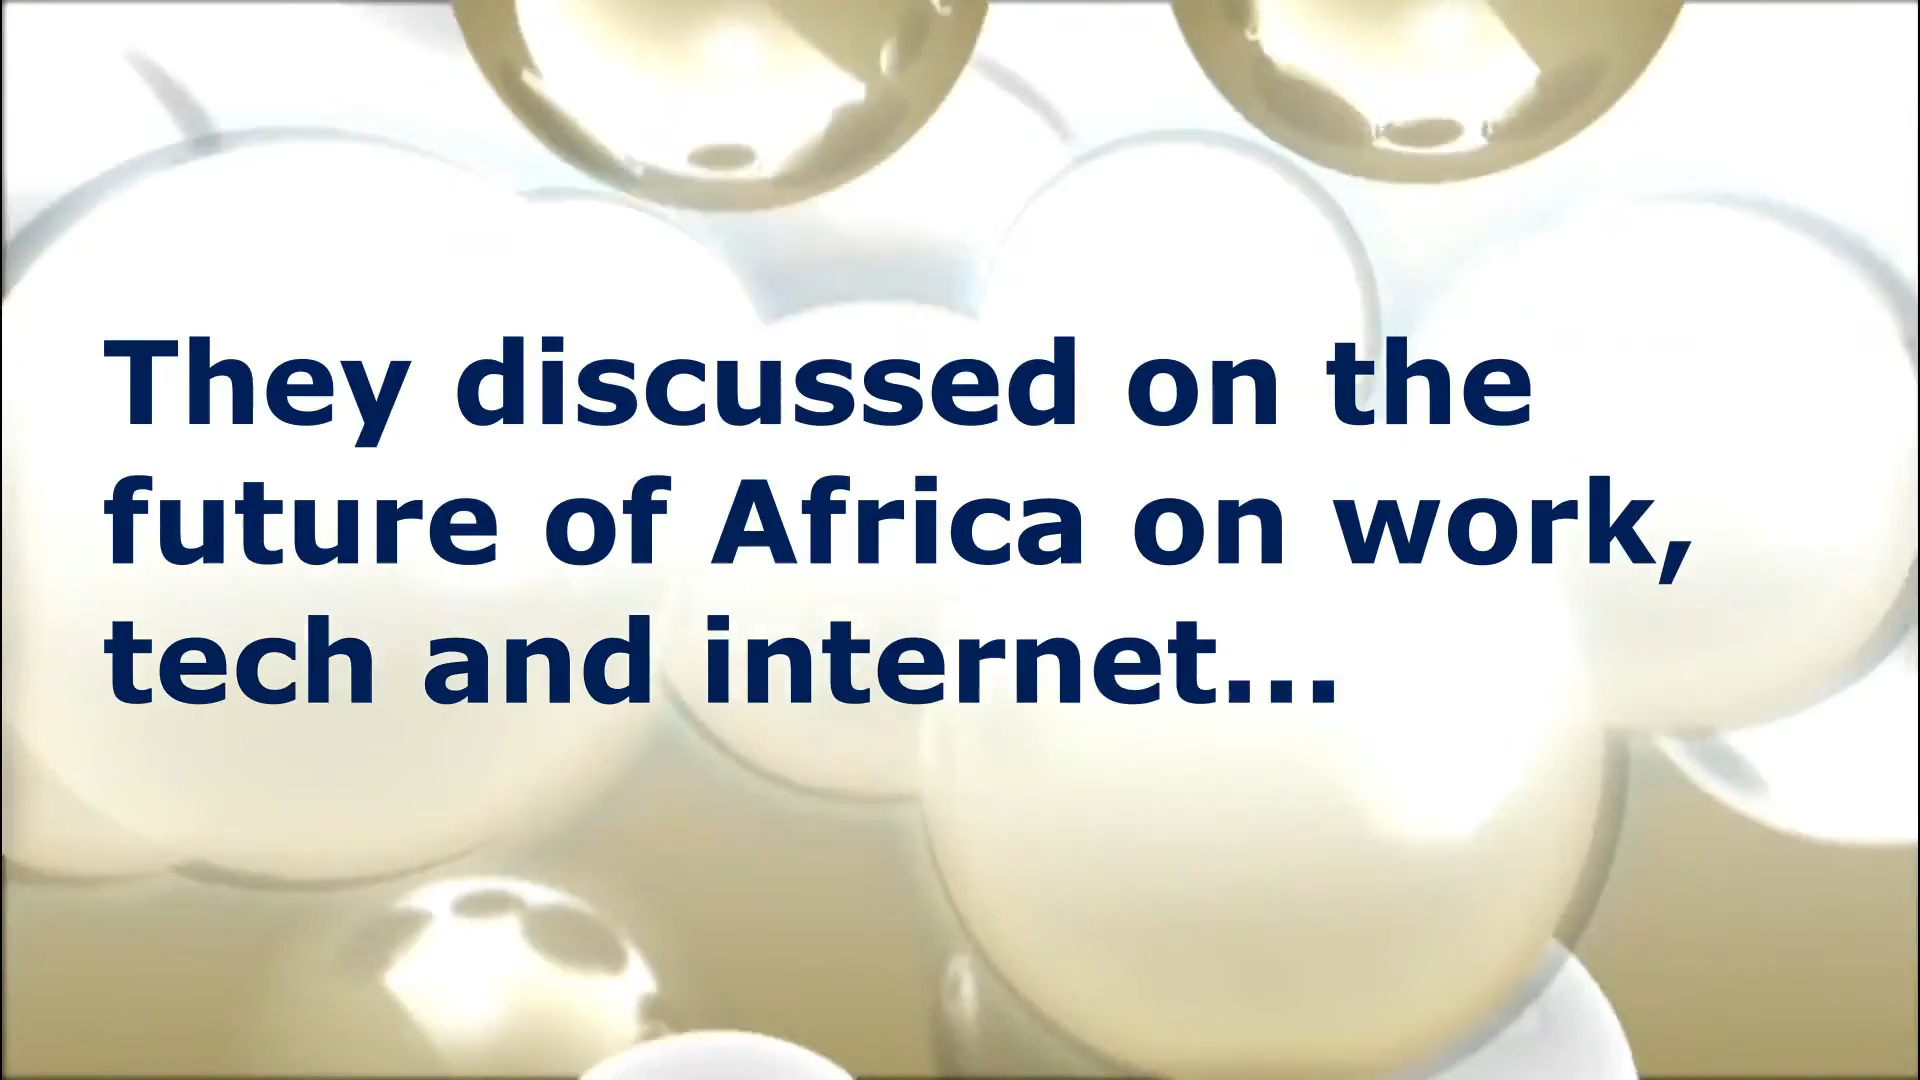 They discussed on the
future of Africa on work,
tech and internet...